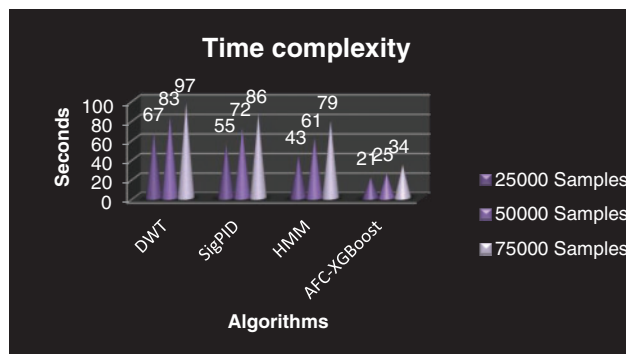 Time complexity
Seconds
100
80
60
40
20
0
67
83
97
55
72
86
43
61
79
21
25
34
DWT
SigPID
HMM
AFC-XGBoost
Algorithms
25000 Samples
50000 Samples
75000 Samples